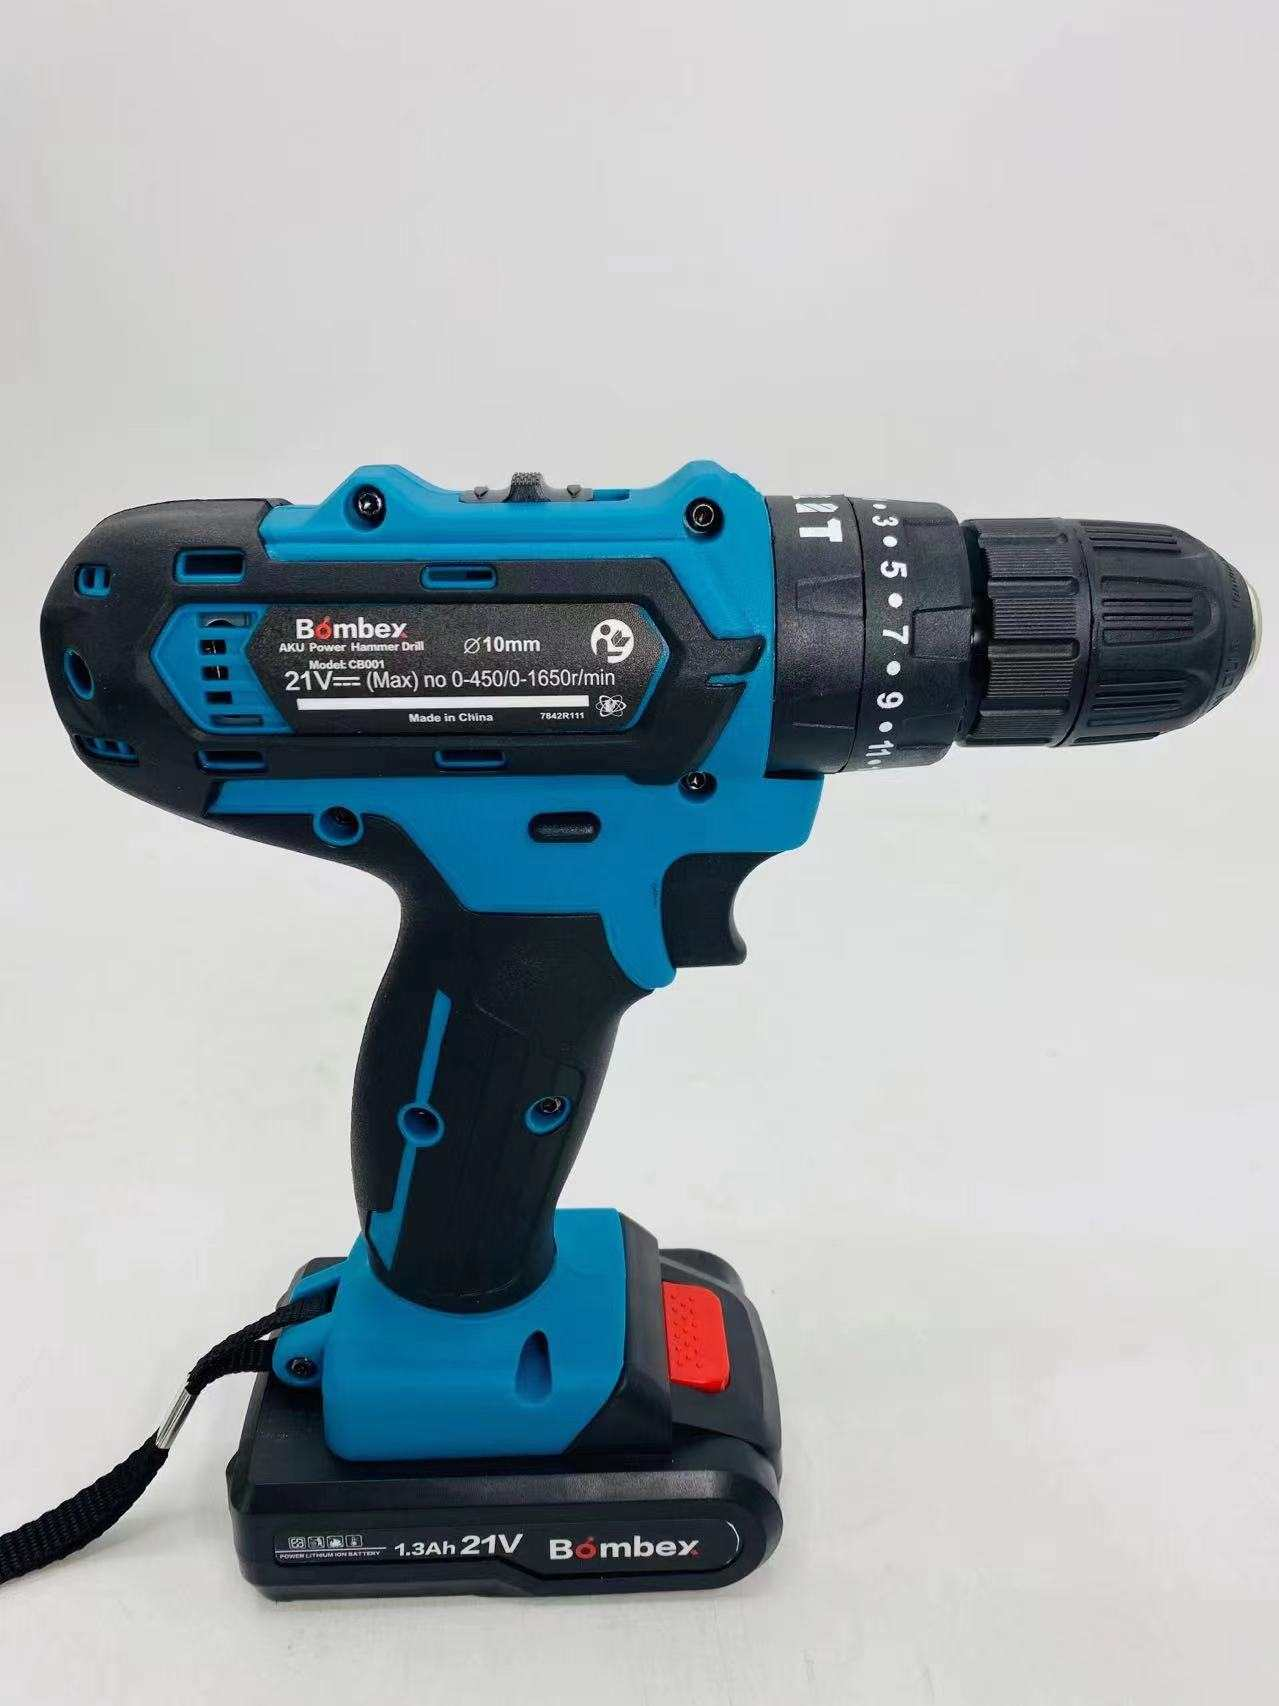 Bombex
AKU Power Hammer Drill
Ø10mm
Model: CB001
21V⎓ (Max) no 0-450/0-1650r/min
Made in China
7842R111
T
3 • 5 • 7 • 9 • 11 •
POWER LITHIUM ION BATTERY
1.3Ah 21V
Bombex